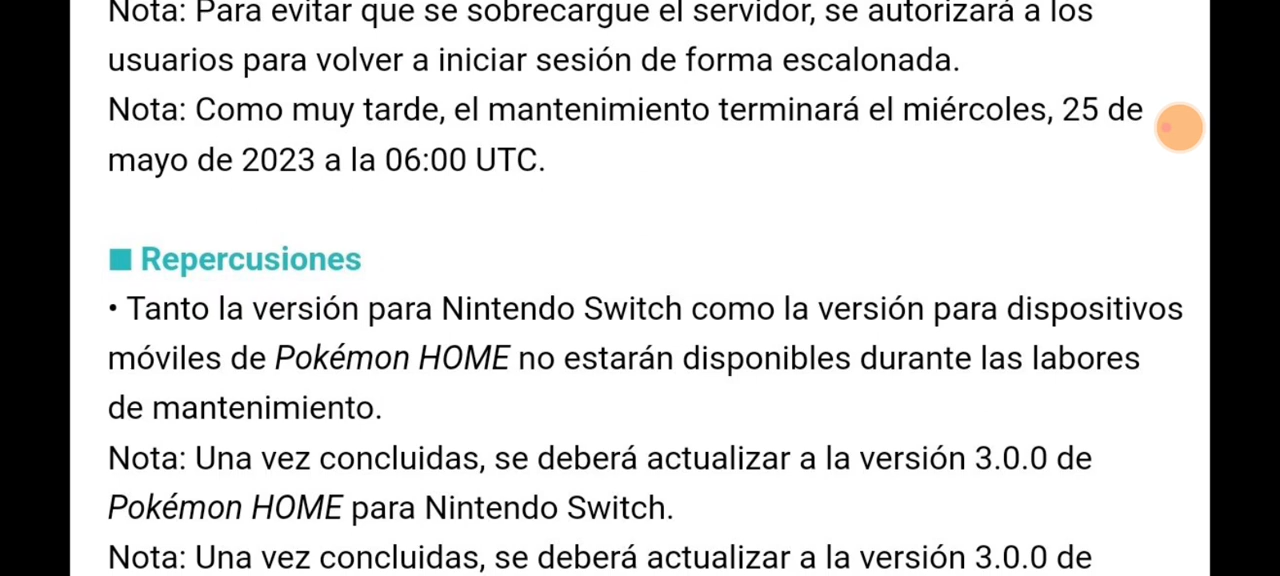 Nota: Para evitar que se sobrecargue el servidor, se autorizará a los
usuarios para volver a iniciar sesión de forma escalonada.
Nota: Como muy tarde, el mantenimiento terminará el miércoles, 25 de
mayo de 2023 a la 06:00 UTC.
■ Repercusiones
• Tanto la versión para Nintendo Switch como la versión para dispositivos
móviles de Pokémon HOME no estarán disponibles durante las labores
de mantenimiento.
Nota: Una vez concluidas, se deberá actualizar a la versión 3.0.0 de
Pokémon HOME para Nintendo Switch.
Nota: Una vez concluidas, se deberá actualizar a la versión 3.0.0 de